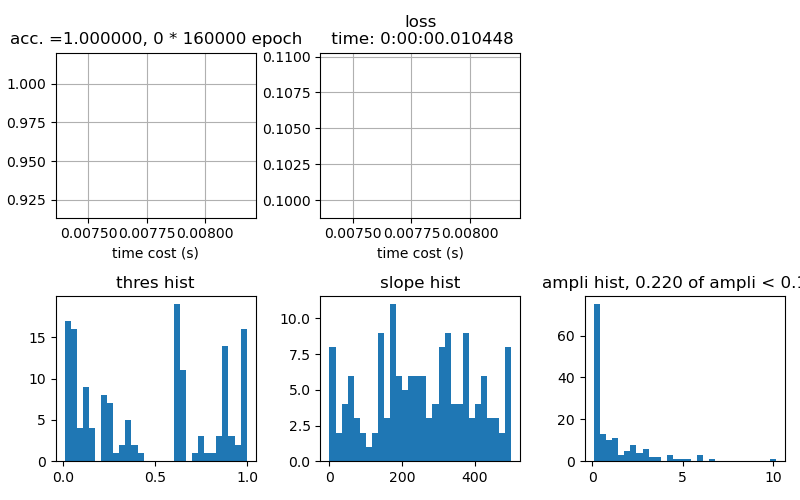 acc. =1.000000, 0 * 160000 epoch
loss
time: 0:00:00.010448
1.000
0.975
0.950
0.925
0.00750 0.00775 0.00800
time cost (s)
0.1100
0.1075
0.1050
0.1025
0.1000
0.00750 0.00775 0.00800
time cost (s)
thres hist
15
10
5
0
0.0 0.5 1.0
slope hist
10.0
7.5
5.0
2.5
0.0
0 200 400
ampli hist, 0.220 of ampli < 0.1
60
40
20
0
0 5 10